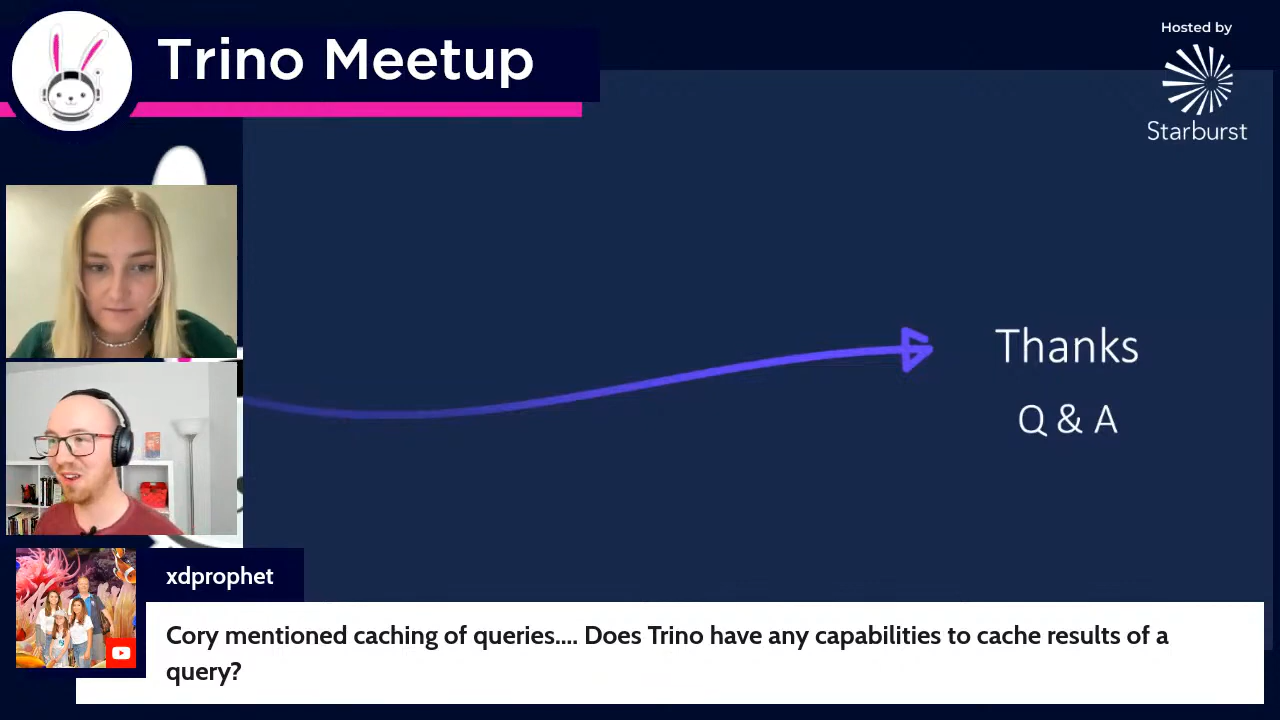 Trino Meetup
Hosted by
Starburst
Thanks
Q & A
xdprophet
Cory mentioned caching of queries.... Does Trino have any capabilities to cache results of a
query?